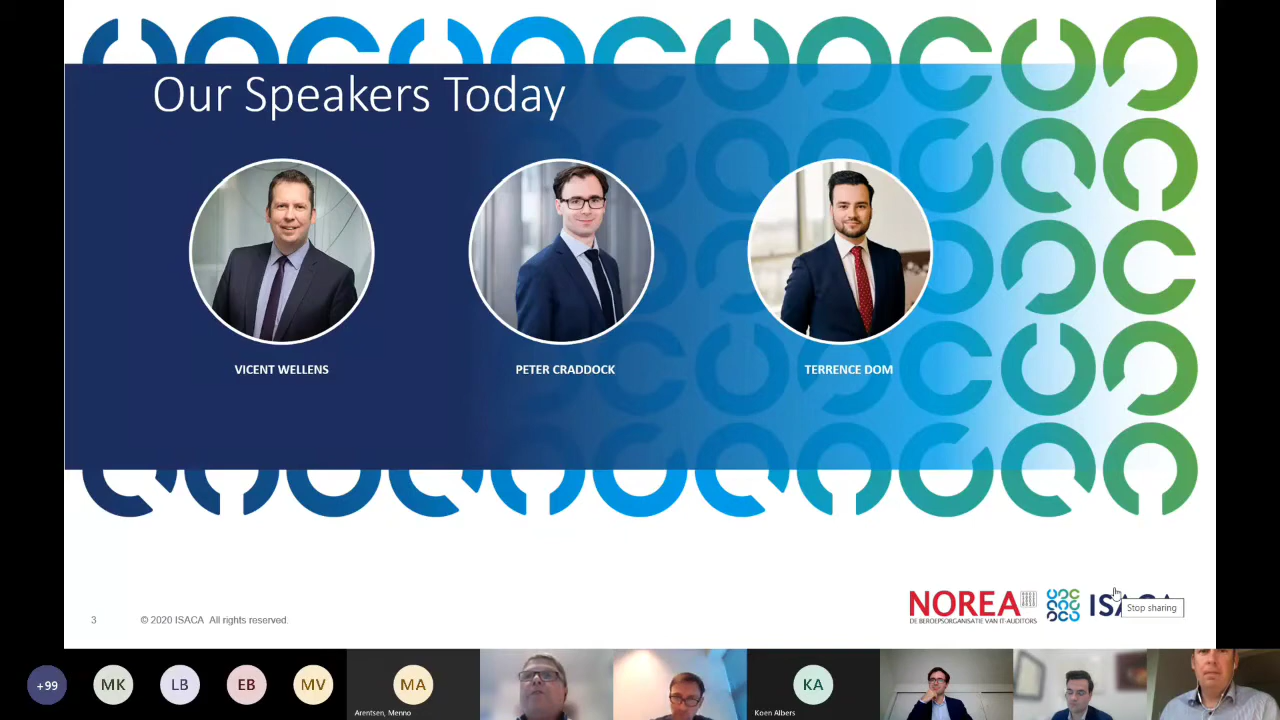 Our Speakers Today
VICENT WELLENS
PETER CRADDOCK
TERRENCE DOM
NOREA
DE BEROEPSORGANISATIE VAN IT-AUDITORS
ISACA
Stop sharing
3
© 2020 ISACA All rights reserved.
+99
MK
LB
EB
MV
MA
Arentsen, Menno
KA
Koen Albers